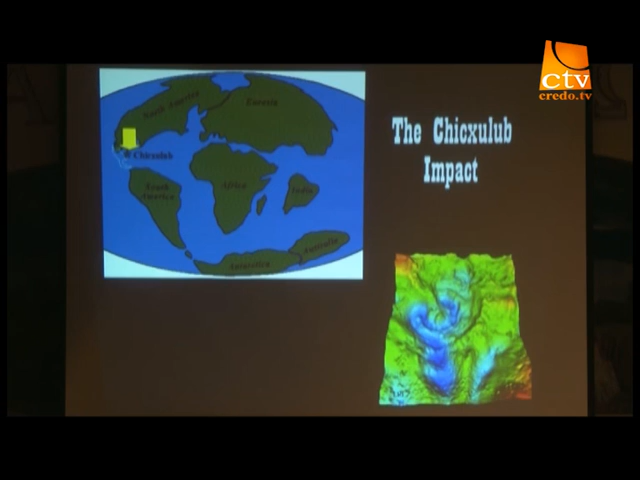 ctv
credo.tv
The Chicxulub
Impact
North America
Eurasia
Chicxulub
South
America
Africa
India
Australia
Antarctica